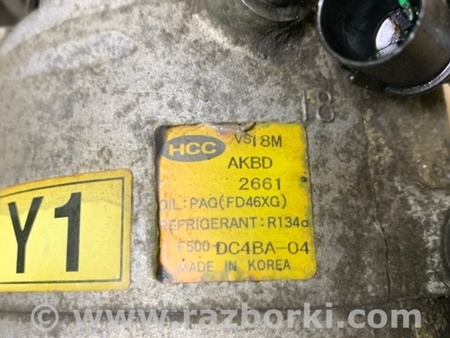 18
HCC VS18M
AKBD
2661
OIL: PAG(FD46XG)
REFRIGERANT: R134a
F500 DC4BA-04
MADE IN KOREA
Y1
© www.razborki.com